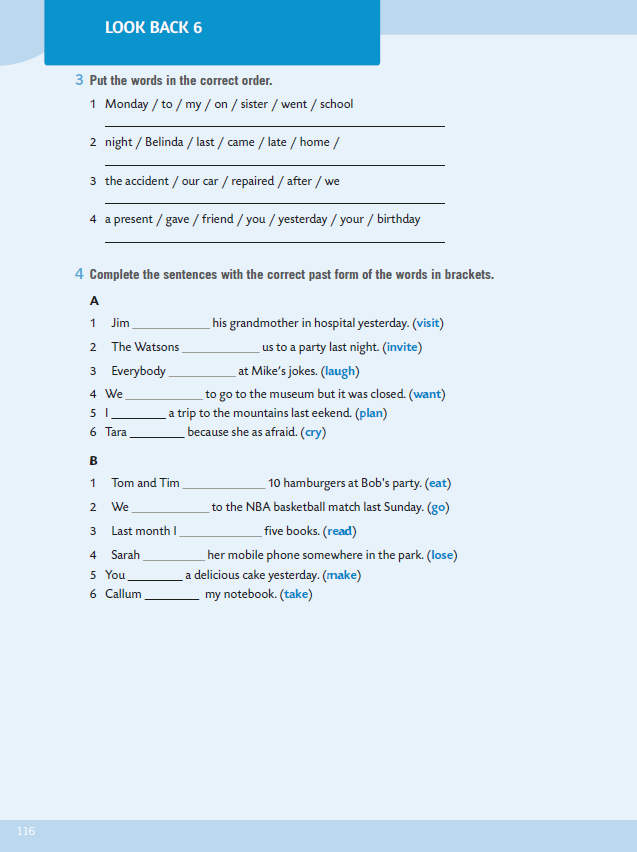 LOOK BACK 6
3 Put the words in the correct order.
1 Monday / to / my / on / sister / went / school
2 night / Belinda / last / came / late / home /
3 the accident / our car / repaired / after / we
4 a present / gave / friend / you / yesterday / your / birthday
4 Complete the sentences with the correct past form of the words in brackets.
A
1 Jim ____________ his grandmother in hospital yesterday. (visit)
2 The Watsons ____________ us to a party last night. (invite)
3 Everybody __________ at Mike's jokes. (laugh)
4 We ____________ to go to the museum but it was closed. (want)
5 I _________ a trip to the mountains last eekend. (plan)
6 Tara _________ because she as afraid. (cry)
B
1 Tom and Tim _____________ 10 hamburgers at Bob's party. (eat)
2 We ____________ to the NBA basketball match last Sunday. (go)
3 Last month I _____________ five books. (read)
4 Sarah __________ her mobile phone somewhere in the park. (lose)
5 You _________ a delicious cake yesterday. (make)
6 Callum _________ my notebook. (take)
116